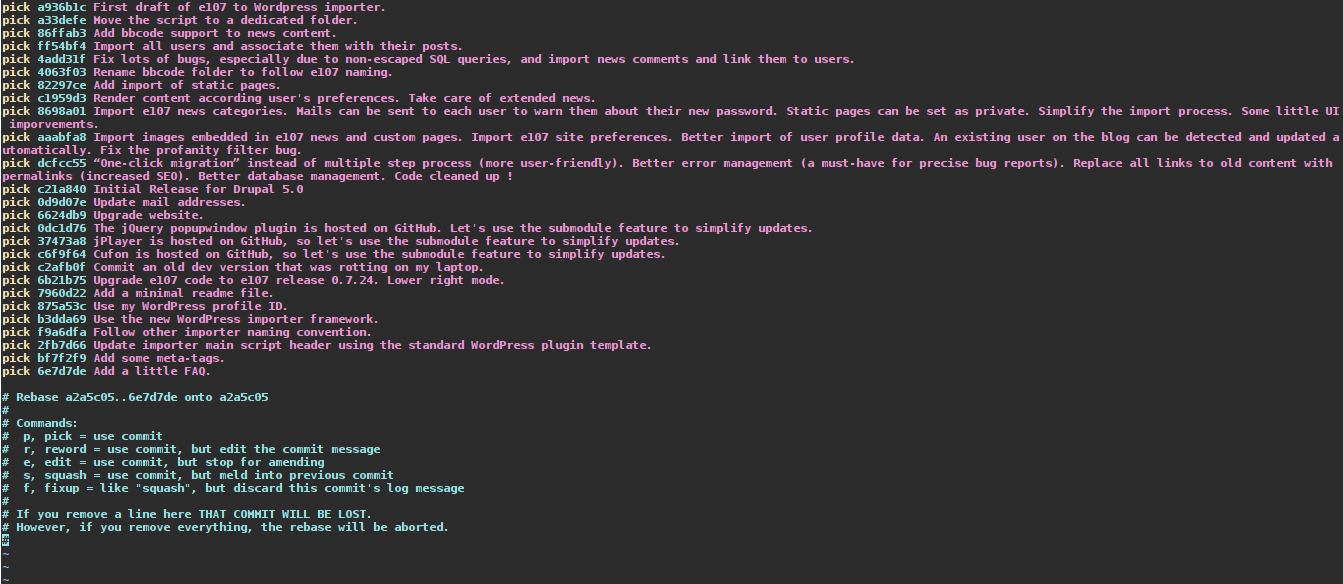 pick a936b1c First draft of e107 to Wordpress importer.
pick a33defe Move the script to a dedicated folder.
pick 86ffab3 Add bbcode support to news content.
pick ff54bf4 Import all users and associate them with their posts.
pick 4add31f Fix lots of bugs, especially due to non-escaped SQL queries, and import news comments and link them to users.
pick 4063f03 Rename bbcode folder to follow e107 naming.
pick 82297ce Add import of static pages.
pick c1959d3 Render content according user's preferences. Take care of extended news.
pick 8698a01 Import e107 news categories. Mails can be sent to each user to warn them about their new password. Static pages can be set as private. Simplify the import process. Some little UI
 imporvements.
pick aaabfa8 Import images embedded in e107 news and custom pages. Import e107 site preferences. Better import of user profile data. An existing user on the blog can be detected and updated a
utomatically. Fix the profanity filter bug.
pick dcfcc55 “One-click migration” instead of multiple step process (more user-friendly). Better error management (a must-have for precise bug reports). Replace all links to old content with
permalinks (increased SEO). Better database management. Code cleaned up !
pick c21a840 Initial Release for Drupal 5.0
pick 0d9d07e Update mail addresses.
pick 6624db9 Upgrade website.
pick 0dc1d76 The jQuery popupwindow plugin is hosted on GitHub. Let's use the submodule feature to simplify updates.
pick 37473a8 jPlayer is hosted on GitHub, so let's use the submodule feature to simplify updates.
pick c6f9f64 Cufon is hosted on GitHub, so let's use the submodule feature to simplify updates.
pick c2afb0f Commit an old dev version that was rotting on my laptop.
pick 6b21b75 Upgrade e107 code to e107 release 0.7.24. Lower right mode.
pick 7960d22 Add a minimal readme file.
pick 875a53c Use my WordPress profile ID.
pick b3dda69 Use the new WordPress importer framework.
pick f9a6dfa Follow other importer naming convention.
pick 2fb7d66 Update importer main script header using the standard WordPress plugin template.
pick bf7f2f9 Add some meta-tags.
pick 6e7d7de Add a little FAQ.

# Rebase a2a5c05..6e7d7de onto a2a5c05
#
# Commands:
#  p, pick = use commit
#  r, reword = use commit, but edit the commit message
#  e, edit = use commit, but stop for amending
#  s, squash = use commit, but meld into previous commit
#  f, fixup = like "squash", but discard this commit's log message
#
# If you remove a line here THAT COMMIT WILL BE LOST.
# However, if you remove everything, the rebase will be aborted.
#
~
~
~